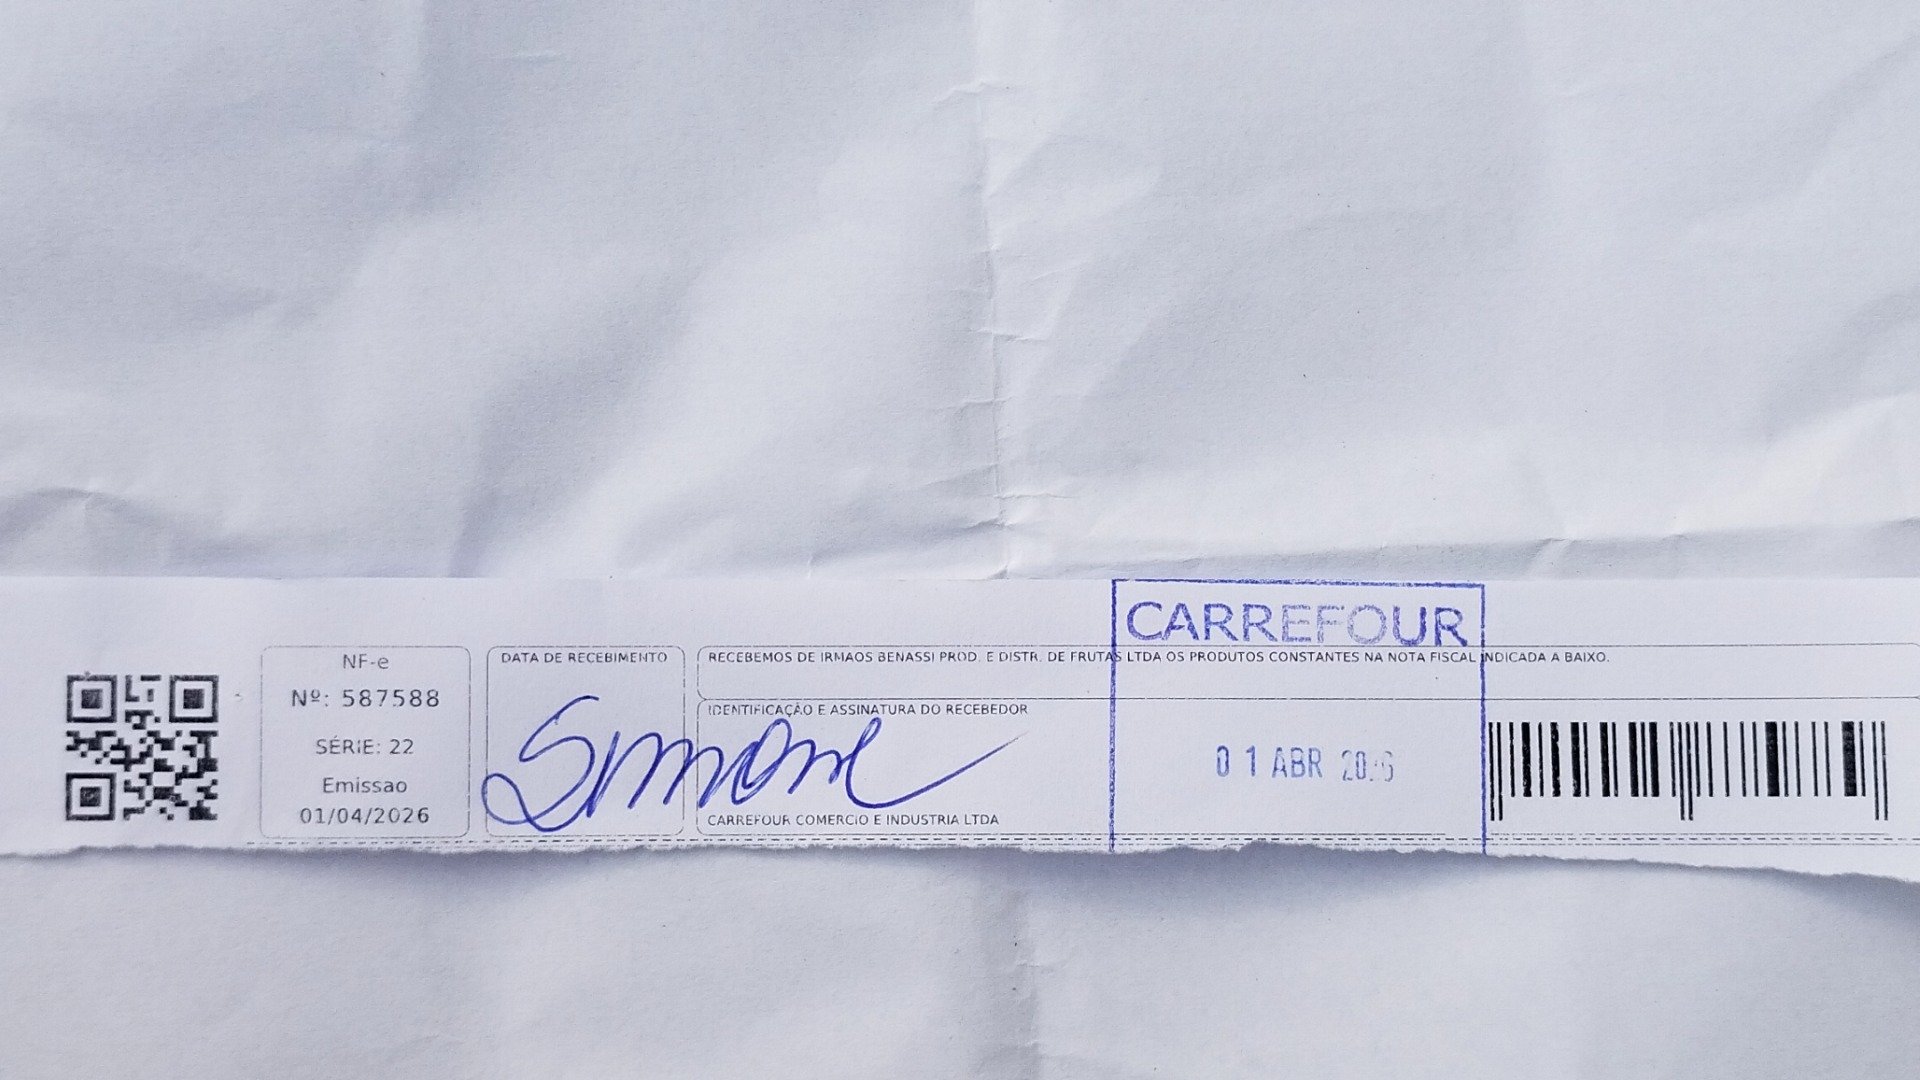 CARREFOUR
NF-e
Nº: 587588
SÉRIE: 22
Emissao
01/04/2026
DATA DE RECEBIMENTO
RECEBEMOS DE IRMAOS BENASSI PROD. E DISTR. DE FRUTAS LTDA OS PRODUTOS CONSTANTES NA NOTA FISCAL INDICADA A BAIXO.
IDENTIFICAÇÃO E ASSINATURA DO RECEBEDOR
Simone
CARREFOUR COMERCIO E INDUSTRIA LTDA
01 ABR 2026